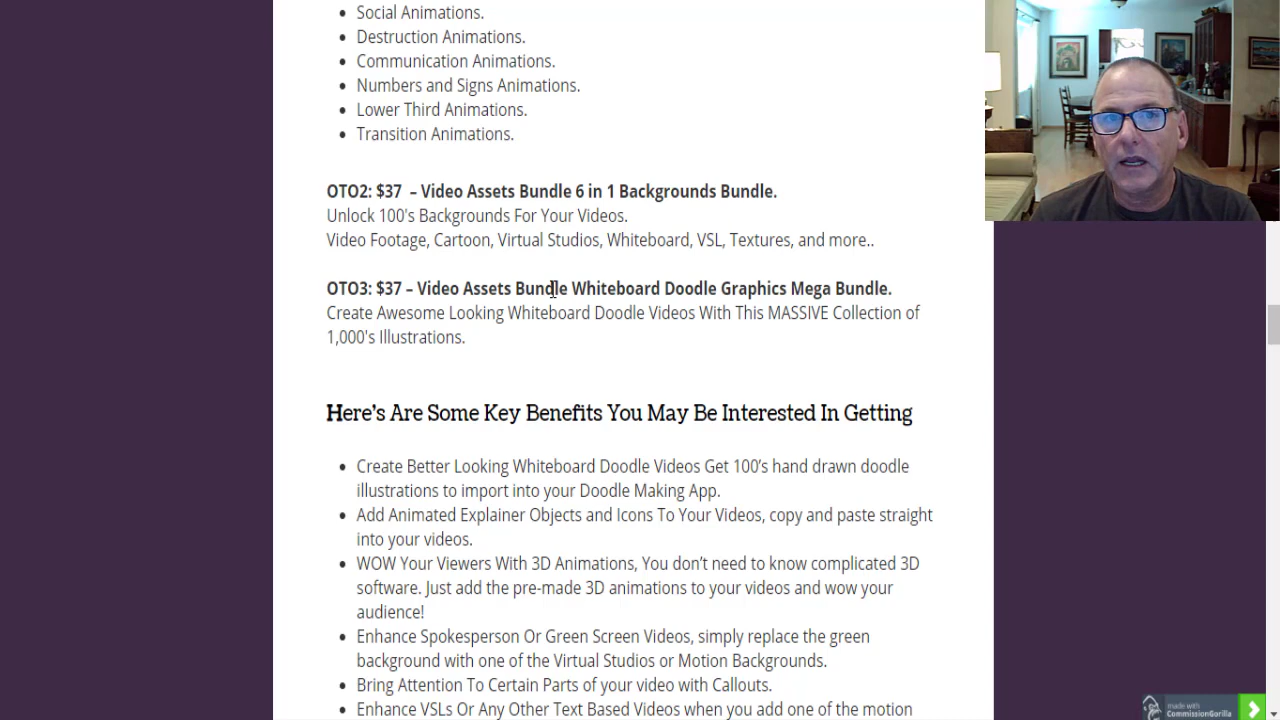 Social Animations.
Destruction Animations.
Communication Animations.
Numbers and Signs Animations.
Lower Third Animations.
Transition Animations.
OTO2: $37 – Video Assets Bundle 6 in 1 Backgrounds Bundle.
Unlock 100's Backgrounds For Your Videos.
Video Footage, Cartoon, Virtual Studios, Whiteboard, VSL, Textures, and more..
OTO3: $37 – Video Assets Bundle Whiteboard Doodle Graphics Mega Bundle.
Create Awesome Looking Whiteboard Doodle Videos With This MASSIVE Collection of
1,000's Illustrations.
Here's Are Some Key Benefits You May Be Interested In Getting
Create Better Looking Whiteboard Doodle Videos Get 100's hand drawn doodle
illustrations to import into your Doodle Making App.
Add Animated Explainer Objects and Icons To Your Videos, copy and paste straight
into your videos.
WOW Your Viewers With 3D Animations, You don't need to know complicated 3D
software. Just add the pre-made 3D animations to your videos and wow your
audience!
Enhance Spokesperson Or Green Screen Videos, simply replace the green
background with one of the Virtual Studios or Motion Backgrounds.
Bring Attention To Certain Parts of your video with Callouts.
Enhance VSLs Or Any Other Text Based Videos when you add one of the motion
made with
CommissionGorilla